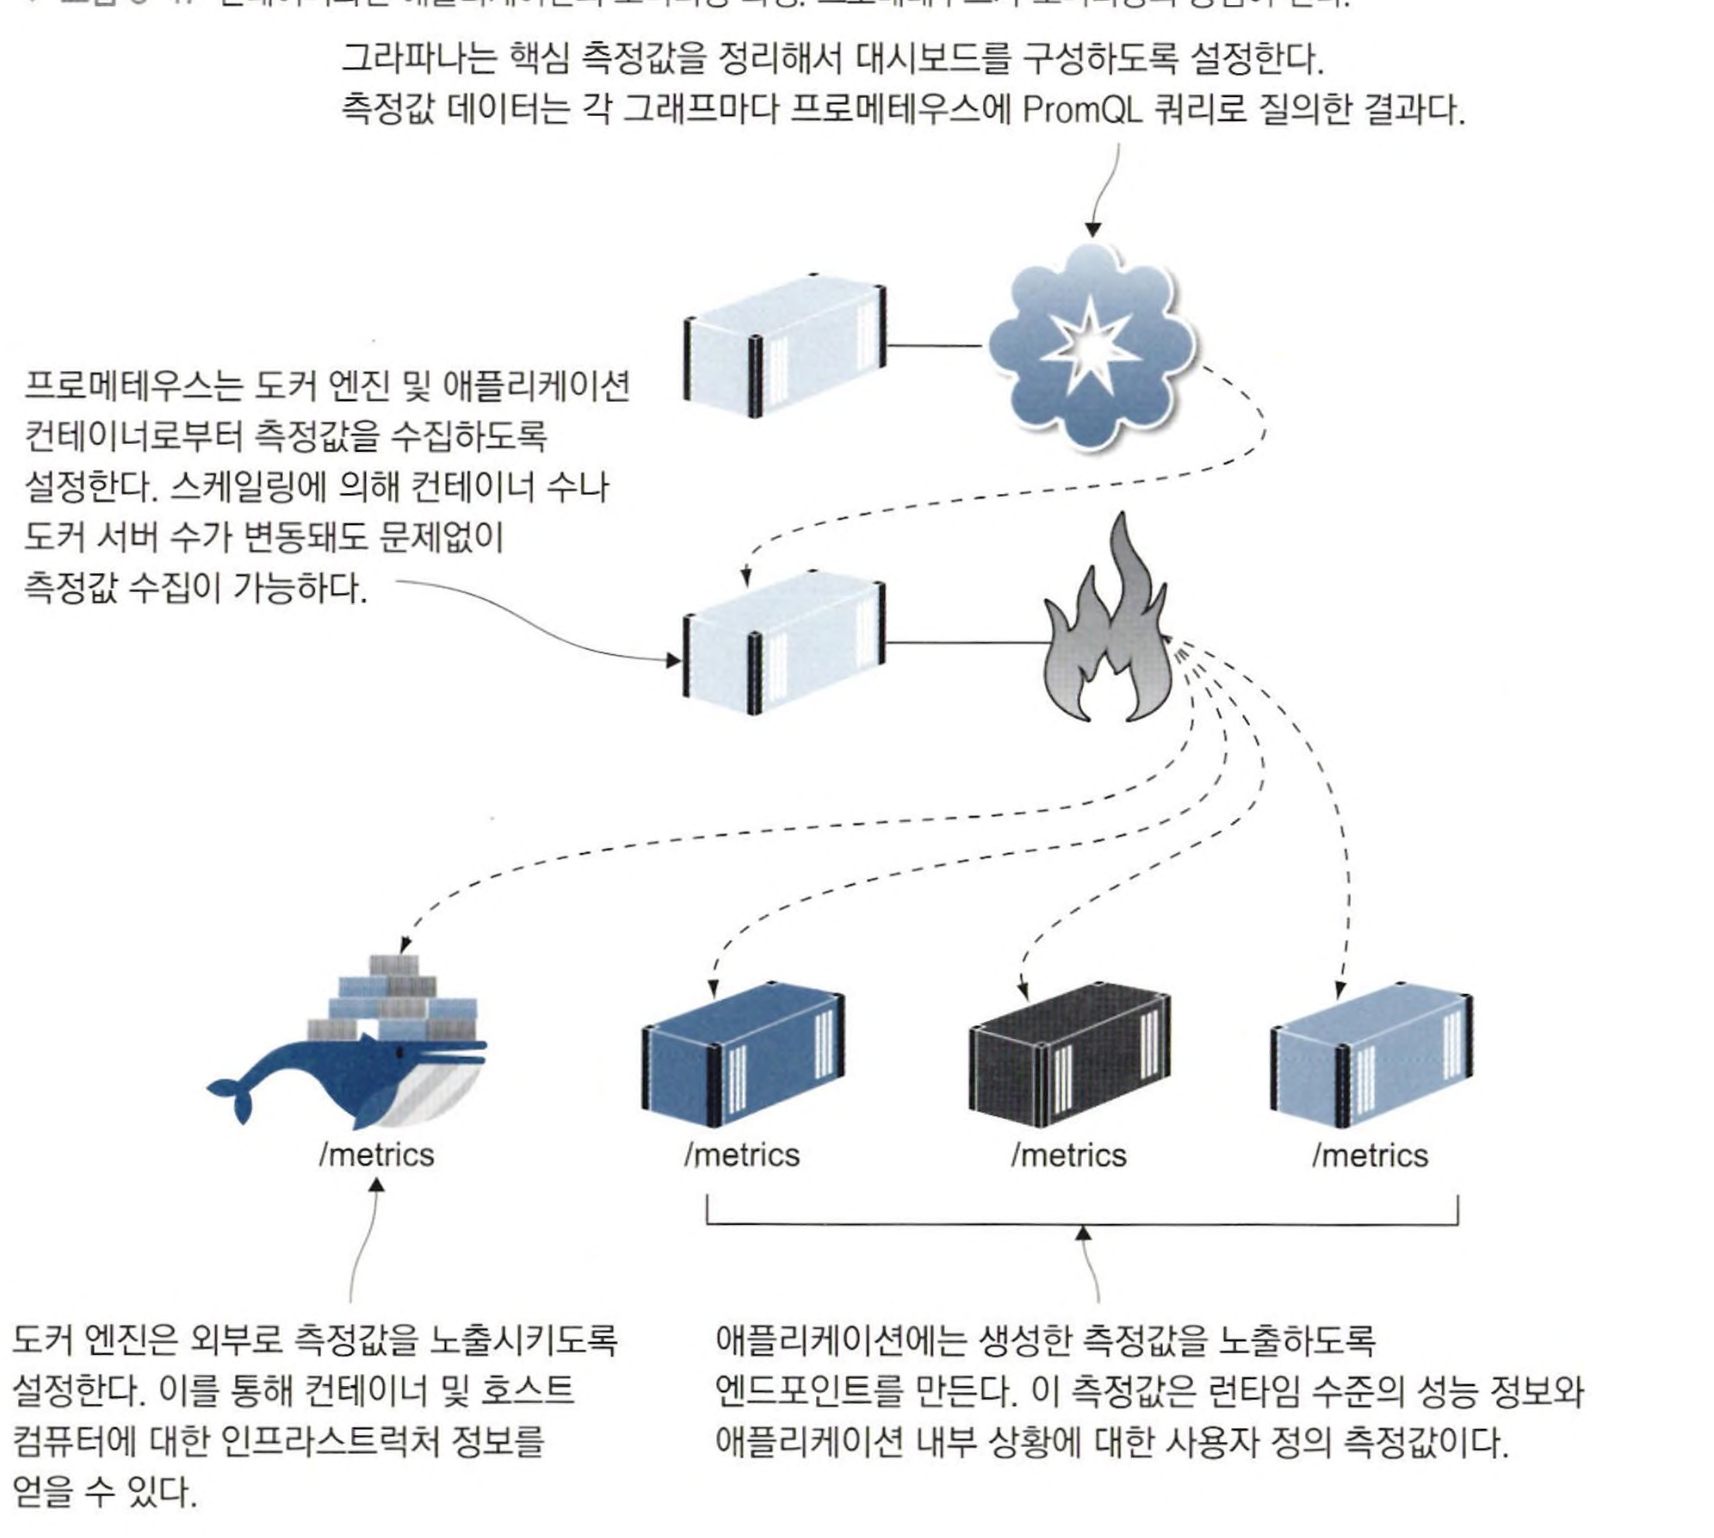 그라파나는 핵심 측정값을 정리해서 대시보드를 구성하도록 설정한다.
측정값 데이터는 각 그래프마다 프로메테우스에 PromQL 쿼리로 질의한 결과다.
프로메테우스는 도커 엔진 및 애플리케이션
컨테이너로부터 측정값을 수집하도록
설정한다. 스케일링에 의해 컨테이너 수나
도커 서버 수가 변동돼도 문제없이
측정값 수집이 가능하다.
/metrics
/metrics
/metrics
/metrics
도커 엔진은 외부로 측정값을 노출시키도록
설정한다. 이를 통해 컨테이너 및 호스트
컴퓨터에 대한 인프라스트럭처 정보를
얻을 수 있다.
애플리케이션에는 생성한 측정값을 노출하도록
엔드포인트를 만든다. 이 측정값은 런타임 수준의 성능 정보와
애플리케이션 내부 상황에 대한 사용자 정의 측정값이다.